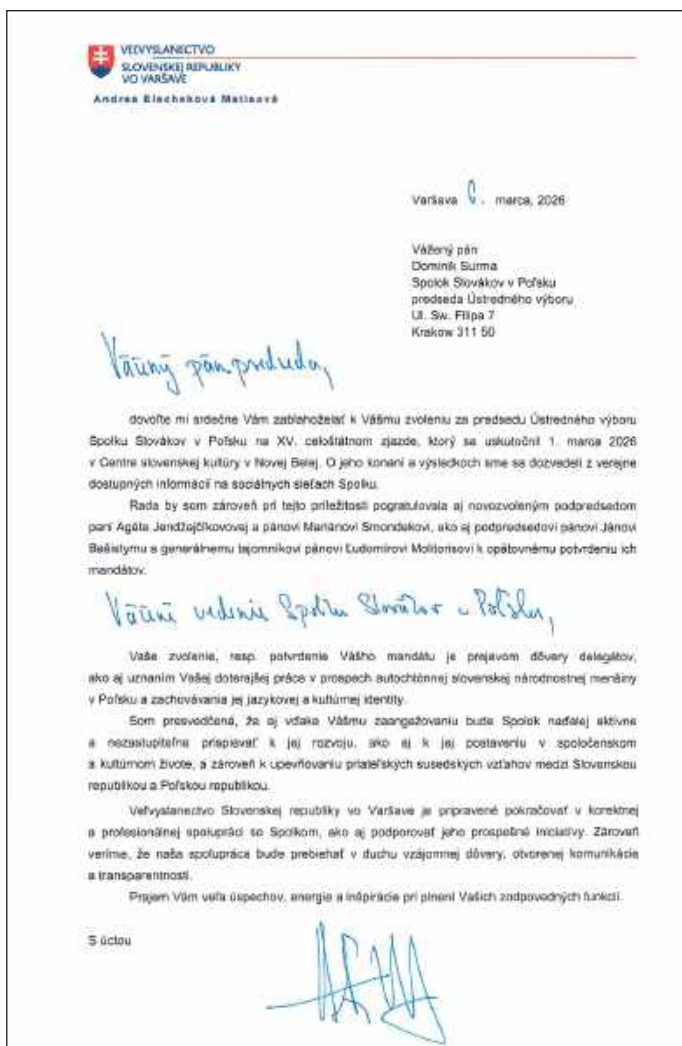 VEĽVYSLANECTVO
SLOVENSKEJ REPUBLIKY
VO VARŠAVE
Andrea Elscheková Matisová
Varšava 6. marca, 2026
Vážený pán
Dominik Surma
Spolok Slovákov v Poľsku
predseda Ústredného výboru
Ul. Sw. Filipa 7
Krakow 311 50
Vážený pán predseda,
dovoľte mi srdečne Vám zablahoželať k Vášmu zvoleniu za predsedu Ústredného výboru
Spolku Slovákov v Poľsku na XV. celoštátnom zjazde, ktorý sa uskutočnil 1. marca 2026
v Centre slovenskej kultúry v Novej Belej. O jeho konaní a výsledkoch sme sa dozvedeli z verejne
dostupných informácií na sociálnych sieťach Spolku.
Rada by som zároveň pri tejto príležitosti pogratulovala aj novozvoleným podpredsedom
pani Agáte Jendžejčíkovovej a pánovi Mariánovi Smondekovi, ako aj podpredsedovi pánovi Jánovi
Bašistymu a generálnemu tajomníkovi pánovi Ľudomírovi Molitorisovi k opätovnému potvrdeniu ich
mandátov.
Vážené vedenie Spolku Slovákov v Poľsku,
Vaše zvolenie, resp. potvrdenie Vášho mandátu je prejavom dôvery delegátov,
ako aj uznaním Vašej doterajšej práce v prospech autochtónnej slovenskej národnostnej menšiny
v Poľsku a zachovávania jej jazykovej a kultúrnej identity.
Som presvedčená, že aj vďaka Vášmu zaangažovaniu bude Spolok naďalej aktívne
a nezastupiteľne prispievať k jej rozvoju, ako aj k jej postaveniu v spoločenskom
a kultúrnom živote, a zároveň k upevňovaniu priateľských susedských vzťahov medzi Slovenskou
republikou a Poľskou republikou.
Veľvyslanectvo Slovenskej republiky vo Varšave je pripravené pokračovať v korektnej
a profesionálnej spolupráci so Spolkom, ako aj podporovať jeho prospešné iniciatívy. Zároveň
veríme, že naša spolupráca bude prebiehať v duchu vzájomnej dôvery, otvorenej komunikácie
a transparentnosti.
Prajem Vám veľa úspechov, energie a inšpirácie pri plnení Vašich zodpovedných funkcií.
S úctou